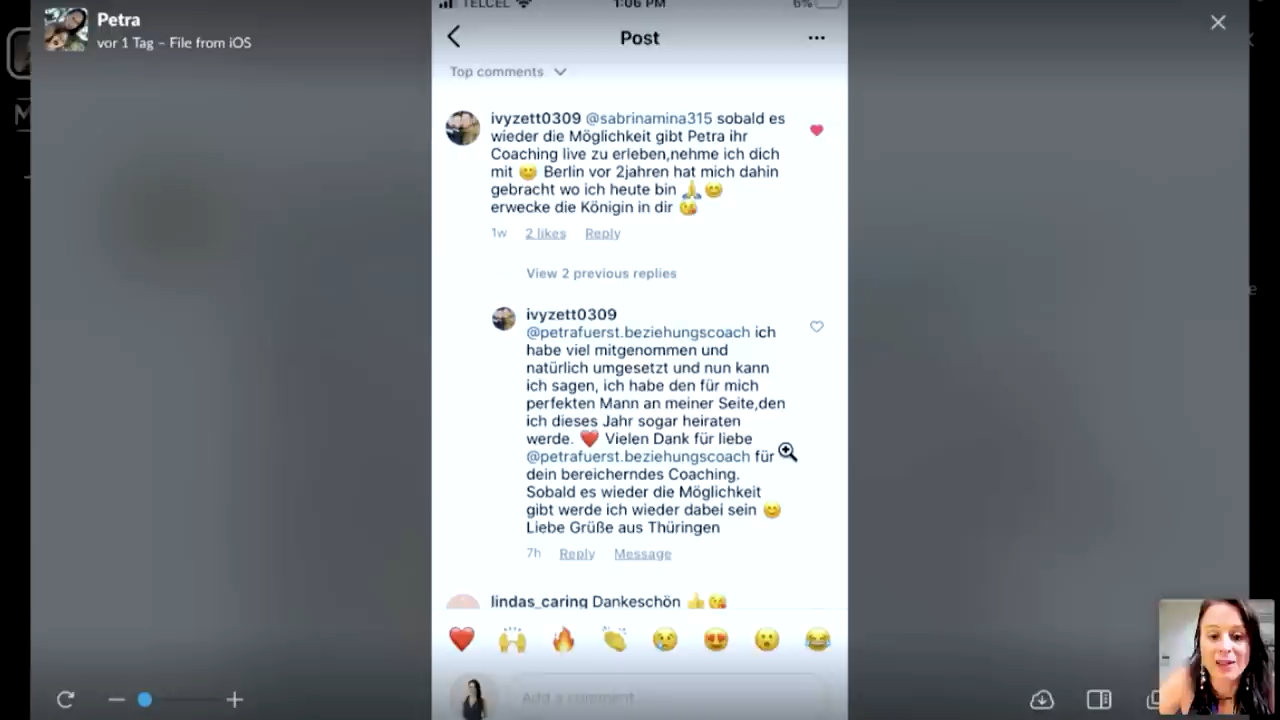 Petra
vor 1 Tag – File from iOS
TELCEL
1:06 PM
6%
Post
Top comments
ivyzett0309 @sabrinamina315 sobald es
wieder die Möglichkeit gibt Petra ihr
Coaching live zu erleben,nehme ich dich
mit 😊 Berlin vor 2jahren hat mich dahin
gebracht wo ich heute bin 🙏😊
erwecke die Königin in dir 😘
1w 2 likes Reply
View 2 previous replies
ivyzett0309
@petrafuerst.beziehungscoach ich
habe viel mitgenommen und
natürlich umgesetzt und nun kann
ich sagen, ich habe den für mich
perfekten Mann an meiner Seite,den
ich dieses Jahr sogar heiraten
werde. ❤️ Vielen Dank für liebe
@petrafuerst.beziehungscoach für
dein bereicherndes Coaching.
Sobald es wieder die Möglichkeit
gibt werde ich wieder dabei sein 😊
Liebe Grüße aus Thüringen
7h Reply Message
lindas_caring Dankeschön 👍😘
❤️ 🙌 🔥 👏 😢 😍 😮 😂
Add a comment